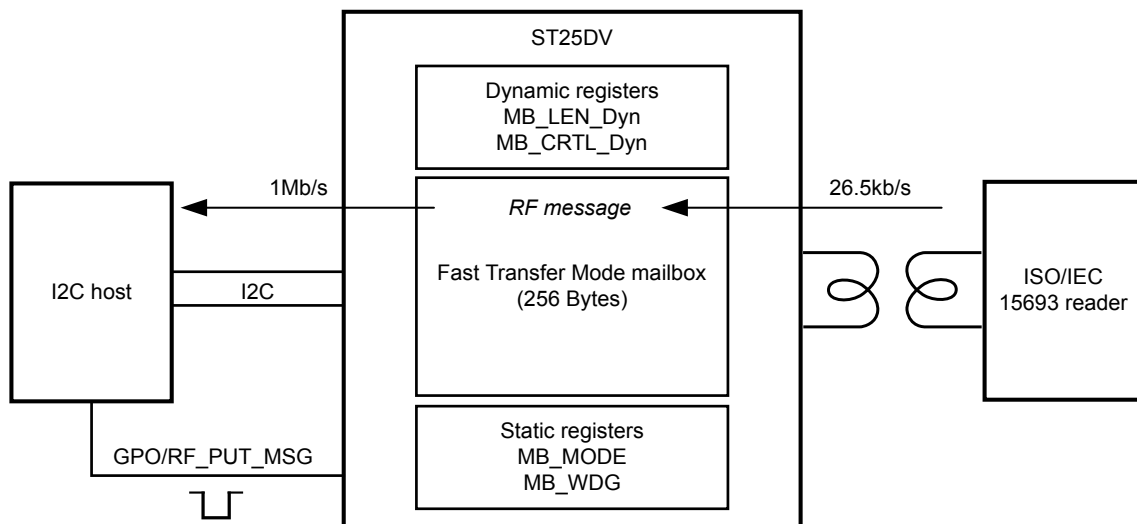 ST25DV
Dynamic registers
MB_LEN_Dyn
MB_CRTL_Dyn
1Mb/s
RF message
26.5kb/s
Fast Transfer Mode mailbox
(256 Bytes)
I2C host
I2C
ISO/IEC
15693 reader
Static registers
MB_MODE
MB_WDG
GPO/RF_PUT_MSG